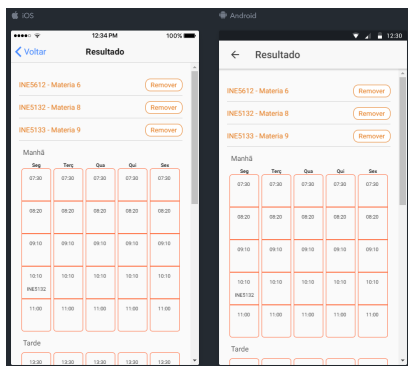 iOS
12:34 PM
100%
Voltar
Resultado
INE5612 - Materia 6
Remover
INE5132 - Materia 8
Remover
INE5133 - Materia 9
Remover
Manhã
Seg Terç Qua Qui Sex
07:30 07:30 07:30 07:30 07:30
08:20 08:20 08:20 08:20 08:20
09:10 09:10 09:10 09:10 09:10
10:10 10:10 10:10 10:10 10:10
INE5132
11:00 11:00 11:00 11:00 11:00
Tarde
13:30 13:30 13:30 13:30 13:30
Android
12:30
Resultado
INE5612 - Materia 6
Remover
INE5132 - Materia 8
Remover
INE5133 - Materia 9
Remover
Manhã
Seg Terç Qua Qui Sex
07:30 07:30 07:30 07:30 07:30
08:20 08:20 08:20 08:20 08:20
09:10 09:10 09:10 09:10 09:10
10:10 10:10 10:10 10:10 10:10
INE5132
11:00 11:00 11:00 11:00 11:00
Tarde